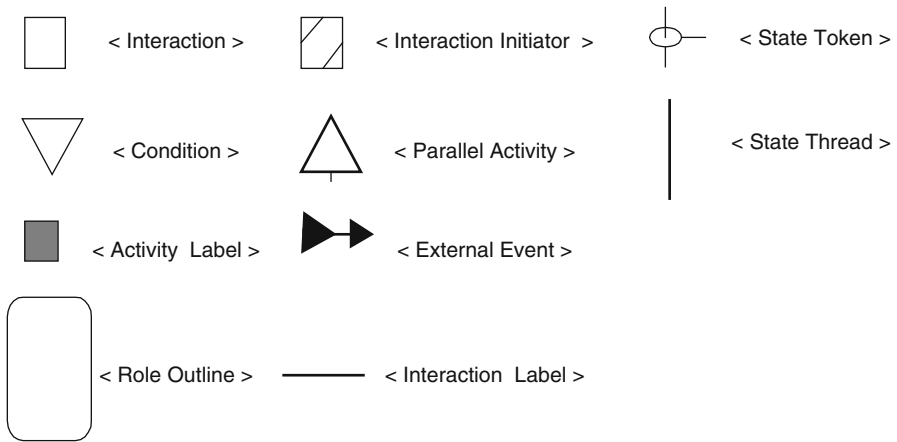 < Interaction >
< Interaction Initiator >
< State Token >
< Condition >
< Parallel Activity >
< State Thread >
< Activity Label >
< External Event >
< Role Outline >
< Interaction Label >